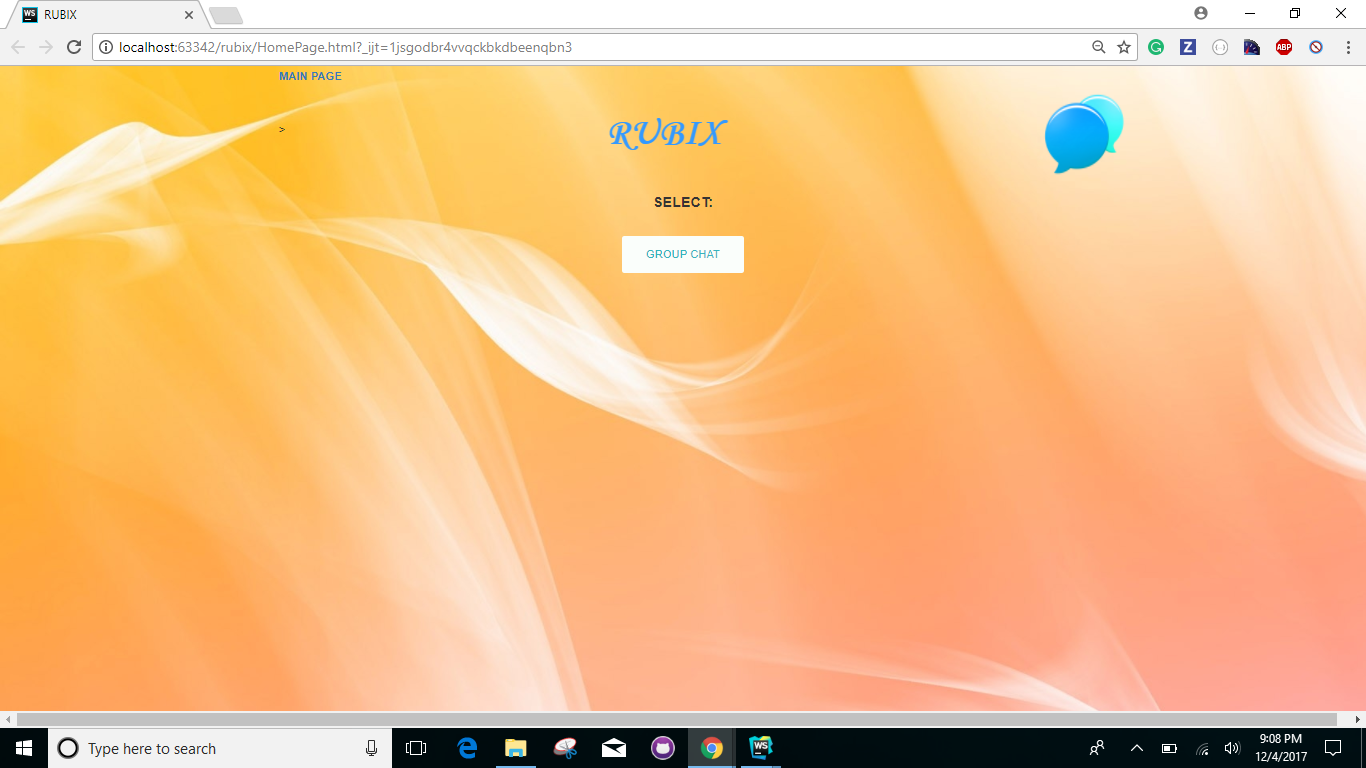 WS RUBIX
localhost:63342/rubix/HomePage.html?_ijt=1jsgodbr4vvqckbkdbeenqbn3
Z
ABP
MAIN PAGE
>
RUBIX
SELECT:
GROUP CHAT
Type here to search
WS
9:08 PM
12/4/2017